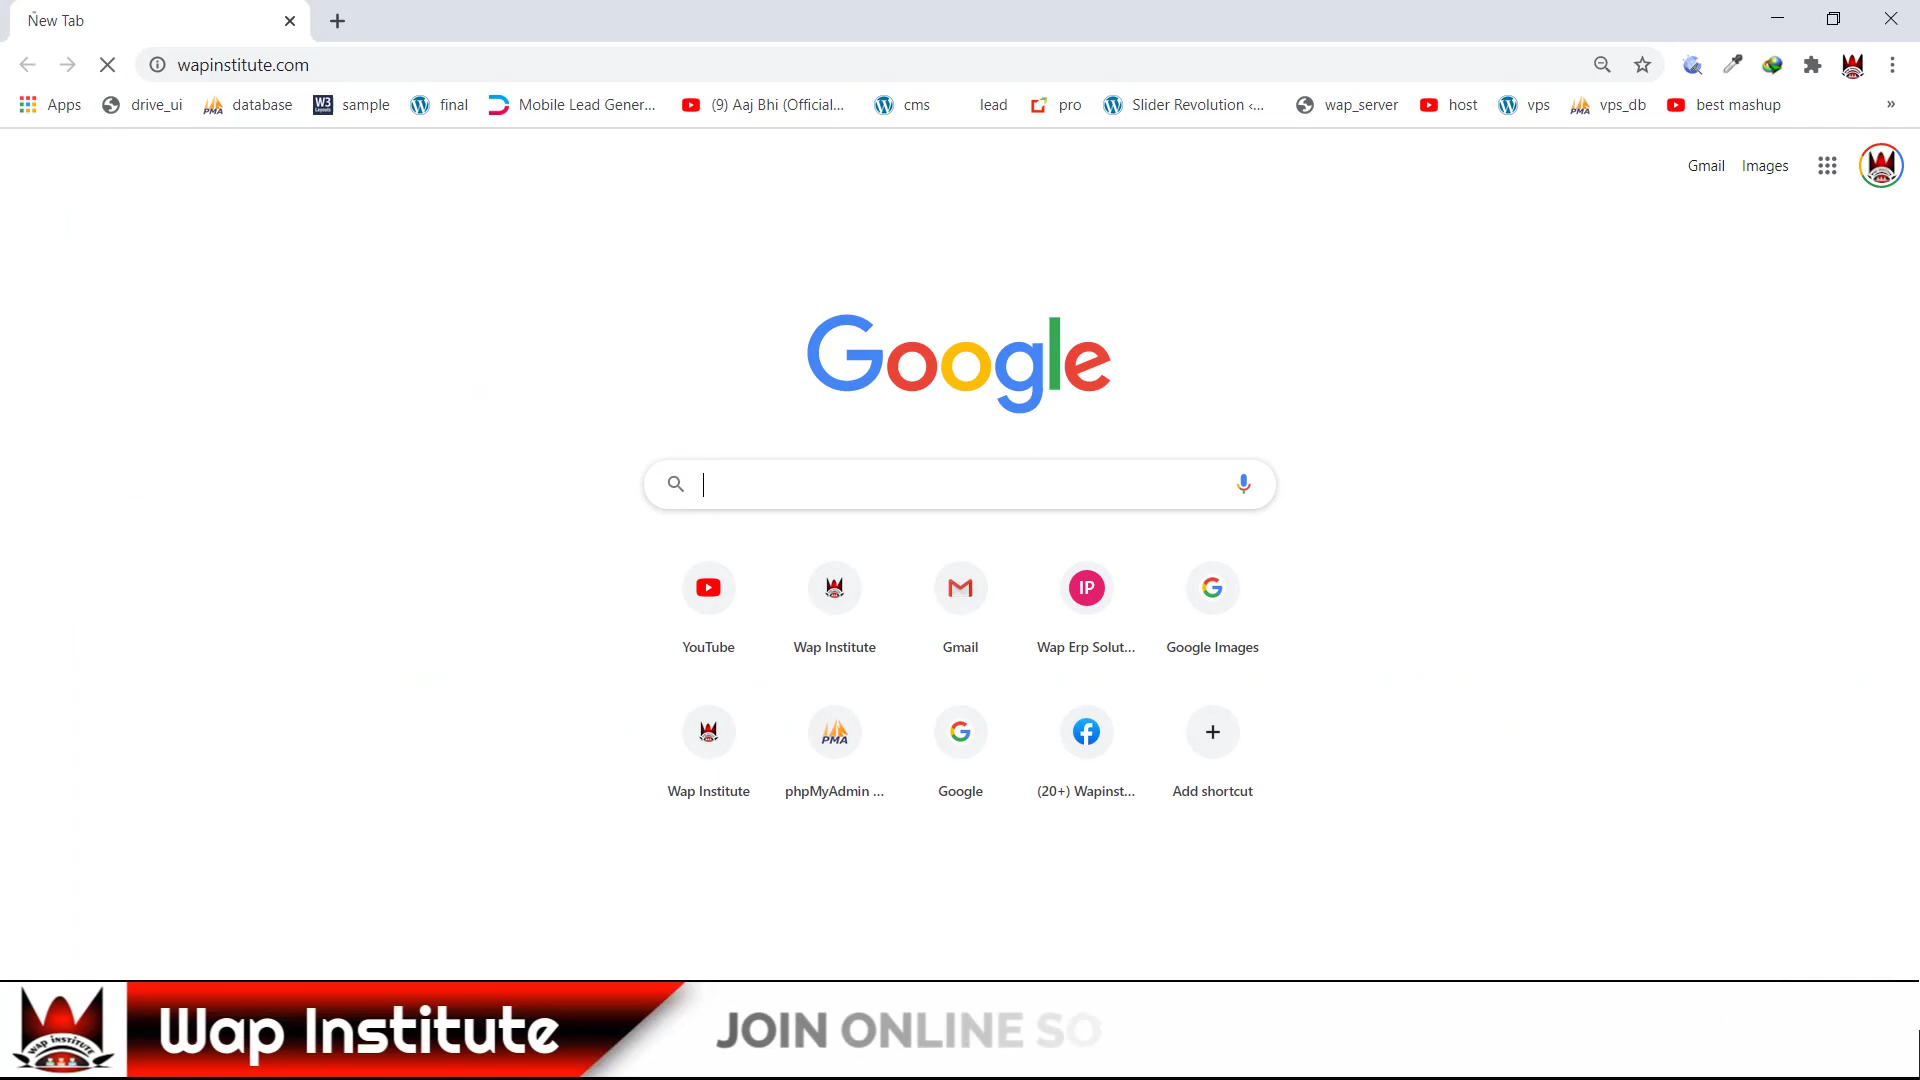 New Tab
wapinstitute.com
Apps drive_ui database sample final Mobile Lead Gener... (9) Aaj Bhi (Official... cms lead pro Slider Revolution ‹... wap_server host vps vps_db best mashup »
Gmail Images
Google
YouTube Wap Institute Gmail Wap Erp Solut... Google Images
Wap Institute phpMyAdmin ... Google (20+) Wapinst... Add shortcut
Wap Institute JOIN ONLINE SO